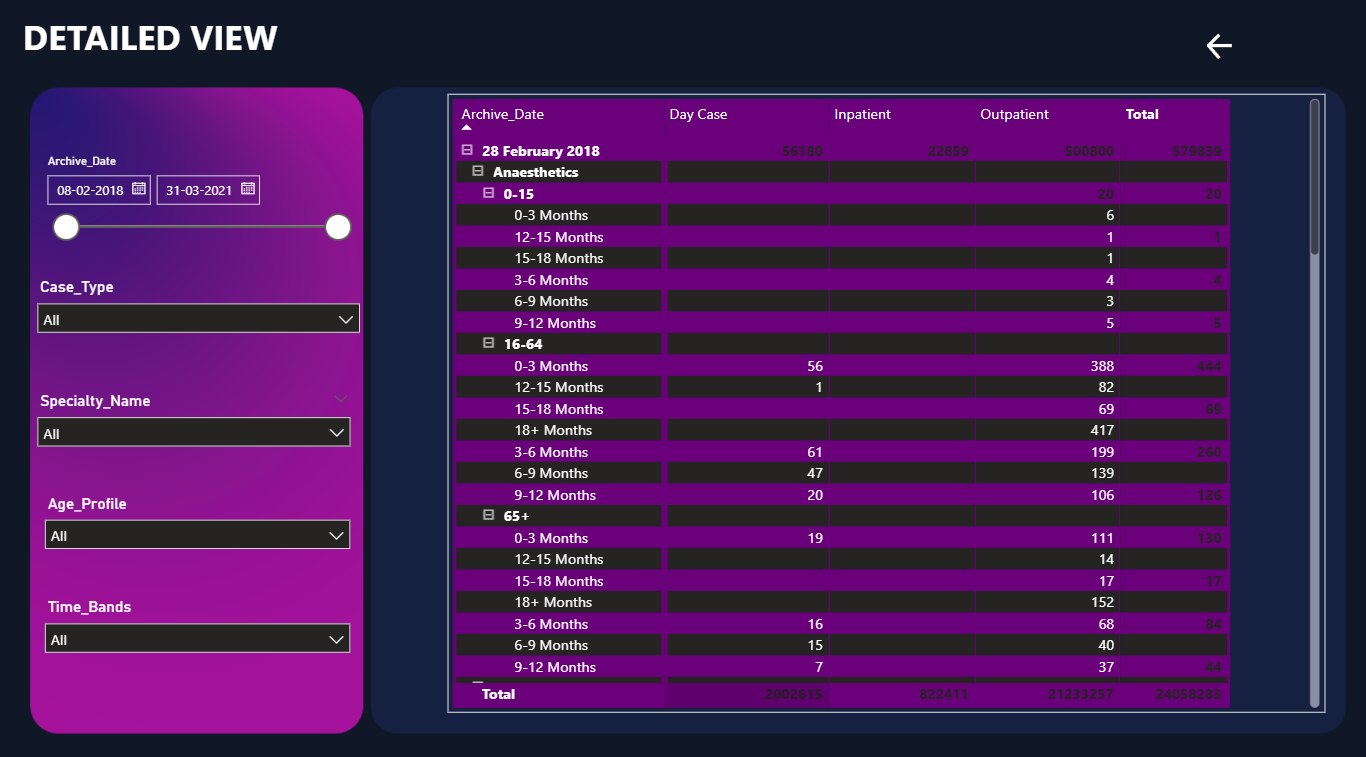 DETAILED VIEW
Archive_Date
08-02-2018 31-03-2021
Case_Type
All
Specialty_Name
All
Age_Profile
All
Time_Bands
All
Archive_Date Day Case Inpatient Outpatient Total
28 February 2018 56180 22859 500800 579839
Anaesthetics
0-15 20 20
0-3 Months 6
12-15 Months 1 1
15-18 Months 1
3-6 Months 4 4
6-9 Months 3
9-12 Months 5 5
16-64
0-3 Months 56 388 444
12-15 Months 1 82
15-18 Months 69 69
18+ Months 417
3-6 Months 61 199 260
6-9 Months 47 139
9-12 Months 20 106 126
65+
0-3 Months 19 111 130
12-15 Months 14
15-18 Months 17 17
18+ Months 152
3-6 Months 16 68 84
6-9 Months 15 40
9-12 Months 7 37 44
Total 2002615 822411 21233257 24058283